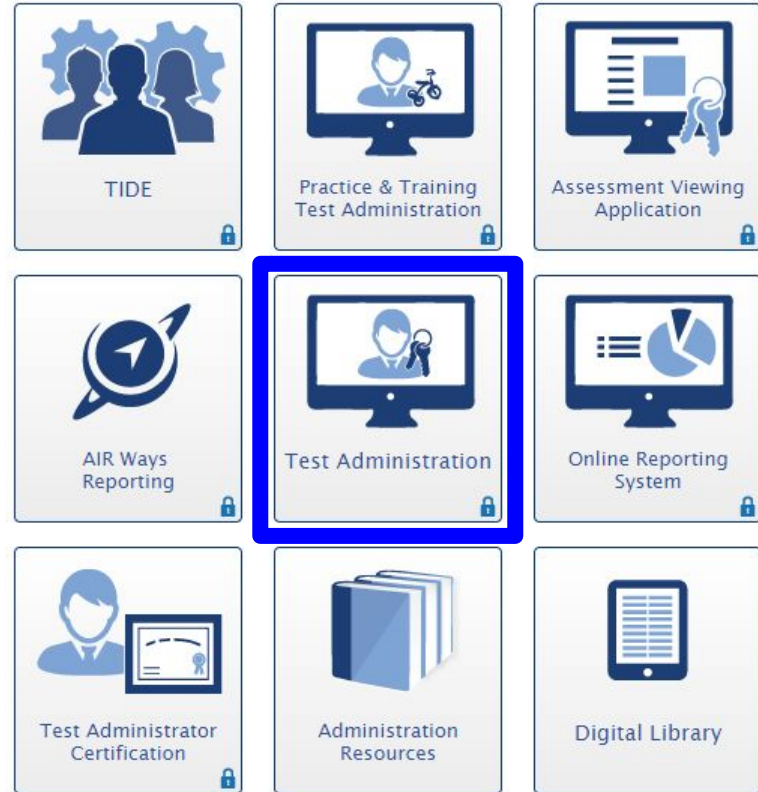 TIDE
Practice & Training
Test Administration
Assessment Viewing
Application
AIR Ways
Reporting
Test Administration
Online Reporting
System
Test Administrator
Certification
Administration
Resources
Digital Library